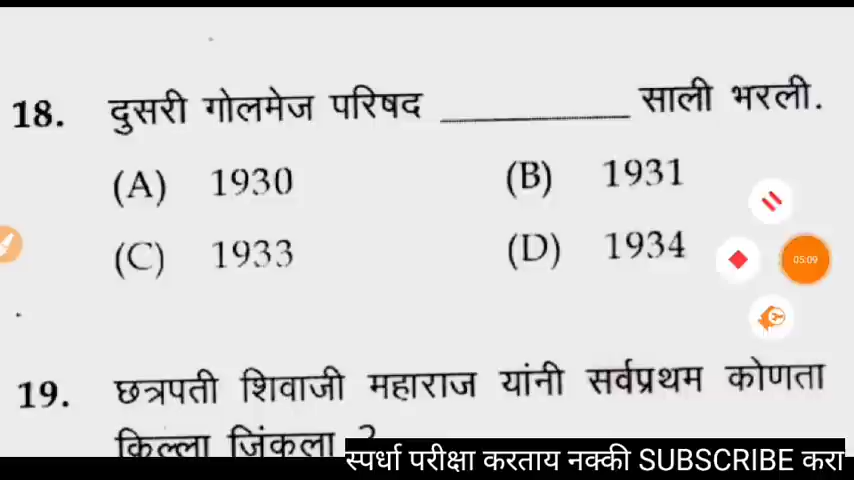 18. दुसरी गोलमेज परिषद __________ साली भरली.
(A) 1930 (B) 1931
(C) 1933 (D) 1934
05:09
19. छत्रपती शिवाजी महाराज यांनी सर्वप्रथम कोणता
किल्ला जिंकला ?
स्पर्धा परीक्षा करताय नक्की SUBSCRIBE करा